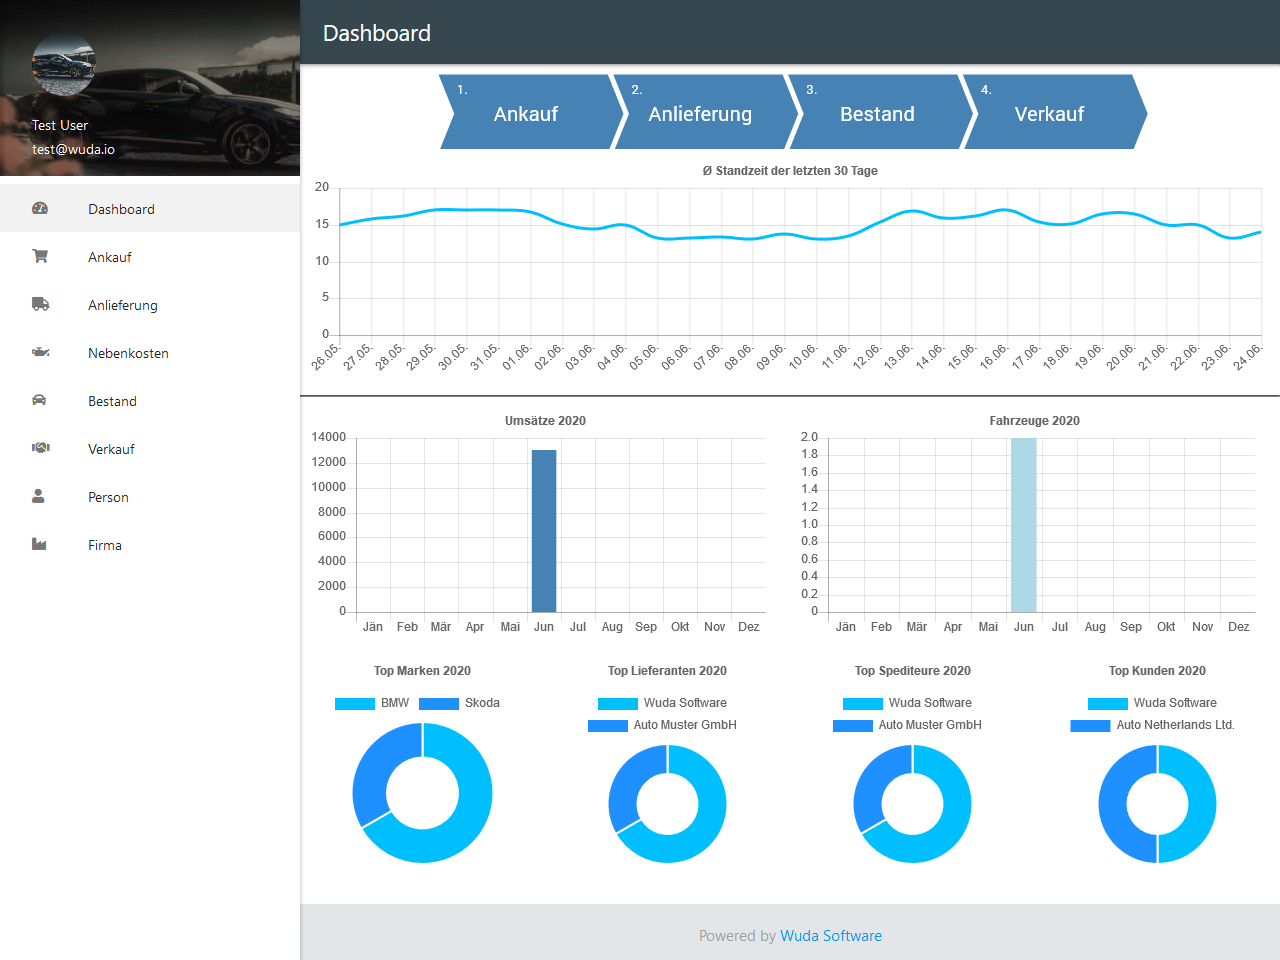 Test User
test@wuda.io
Dashboard
Ankauf
Anlieferung
Nebenkosten
Bestand
Verkauf
Person
Firma
Dashboard
1.
Ankauf
2.
Anlieferung
3.
Bestand
4.
Verkauf
Ø Standzeit der letzten 30 Tage
20
15
10
5
0
26.05. 27.05. 28.05. 29.05. 30.05. 31.05. 01.06. 02.06. 03.06. 04.06. 05.06. 06.06. 07.06. 08.06. 09.06. 10.06. 11.06. 12.06. 13.06. 14.06. 15.06. 16.06. 17.06. 18.06. 19.06. 20.06. 21.06. 22.06. 23.06. 24.06.
Umsätze 2020
14000
12000
10000
8000
6000
4000
2000
0
Jän Feb Mär Apr Mai Jun Jul Aug Sep Okt Nov Dez
Fahrzeuge 2020
2.0
1.8
1.6
1.4
1.2
1.0
0.8
0.6
0.4
0.2
0
Jän Feb Mär Apr Mai Jun Jul Aug Sep Okt Nov Dez
Top Marken 2020
BMW Skoda
Top Lieferanten 2020
Wuda Software
Auto Muster GmbH
Top Spediteure 2020
Wuda Software
Auto Muster GmbH
Top Kunden 2020
Wuda Software
Auto Netherlands Ltd.
Powered by Wuda Software